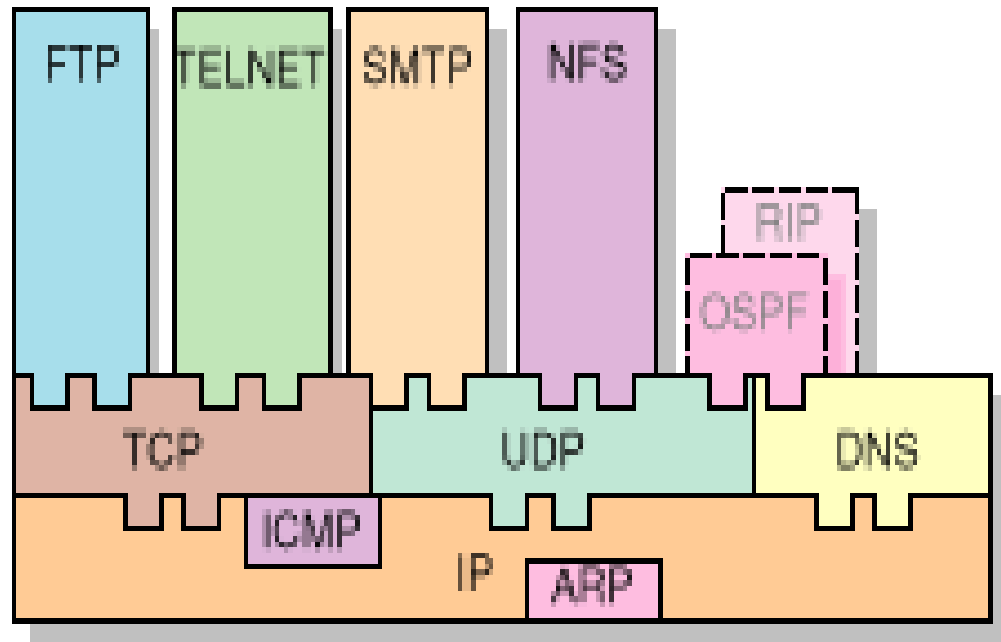 FTP
TELNET
SMTP
NFS
RIP
OSPF
TCP
UDP
DNS
ICMP
IP
ARP